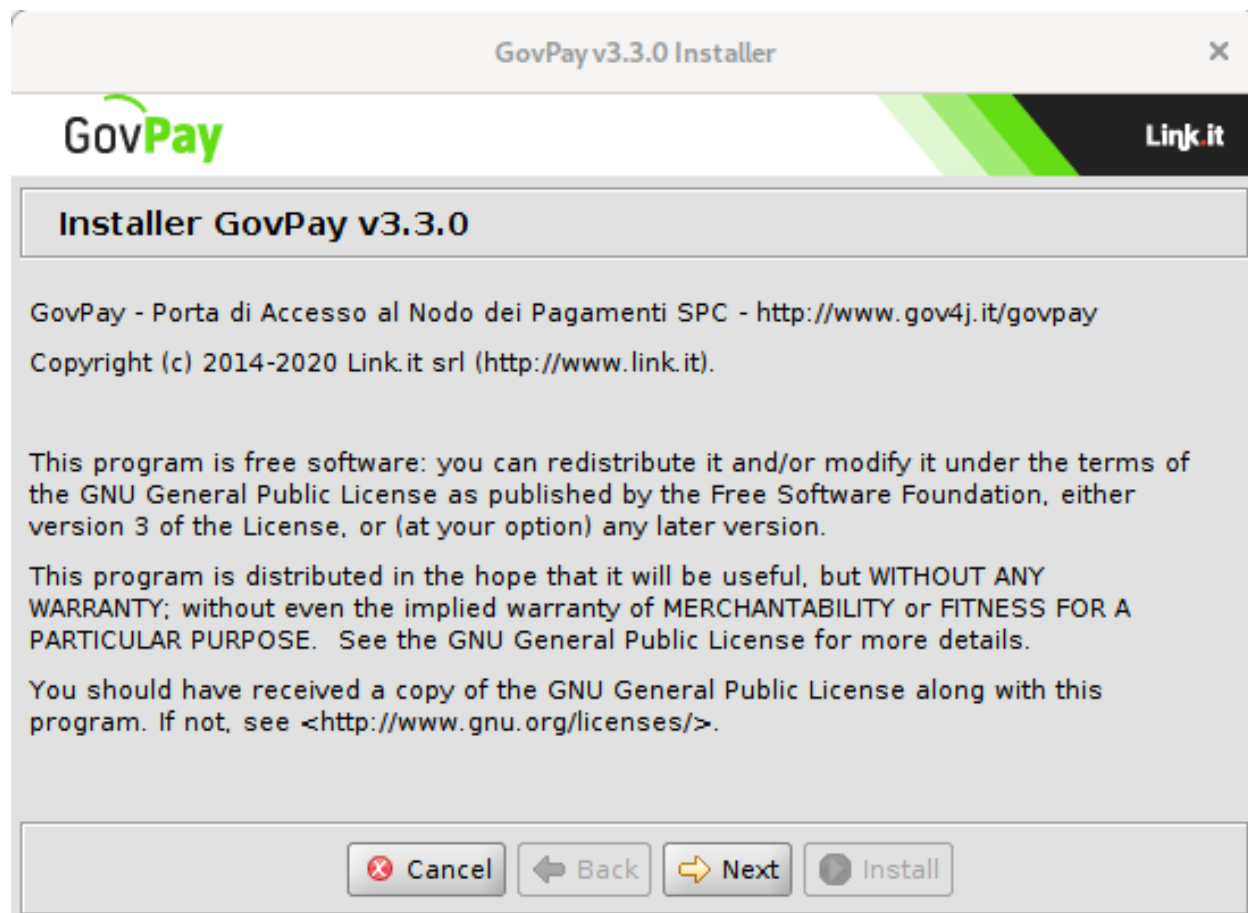 GovPay v3.3.0 Installer
GovPay
Link.it
Installer GovPay v3.3.0
GovPay - Porta di Accesso al Nodo dei Pagamenti SPC - http://www.gov4j.it/govpay
Copyright (c) 2014-2020 Link.it srl (http://www.link.it).
This program is free software: you can redistribute it and/or modify it under the terms of
the GNU General Public License as published by the Free Software Foundation, either
version 3 of the License, or (at your option) any later version.
This program is distributed in the hope that it will be useful, but WITHOUT ANY
WARRANTY; without even the implied warranty of MERCHANTABILITY or FITNESS FOR A
PARTICULAR PURPOSE.  See the GNU General Public License for more details.
You should have received a copy of the GNU General Public License along with this
program. If not, see <http://www.gnu.org/licenses/>.
Cancel Back Next Install